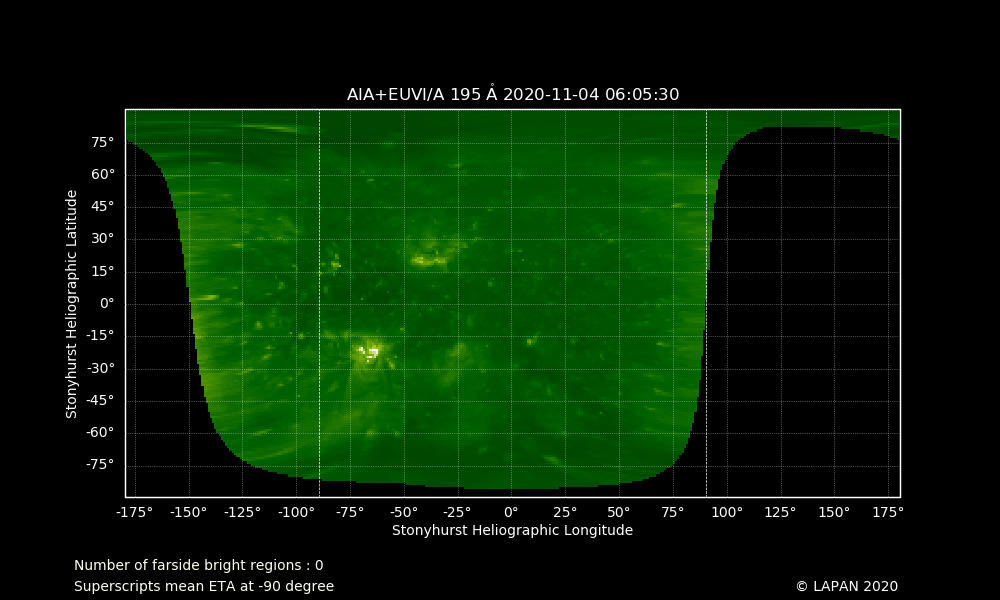 AIA+EUVI/A 195 Å 2020-11-04 06:05:30
75°
60°
45°
30°
15°
0°
-15°
-30°
-45°
-60°
-75°
Stonyhurst Heliographic Latitude
-175° -150° -125° -100° -75° -50° -25° 0° 25° 50° 75° 100° 125° 150° 175°
Stonyhurst Heliographic Longitude
Number of farside bright regions : 0
Superscripts mean ETA at -90 degree
© LAPAN 2020